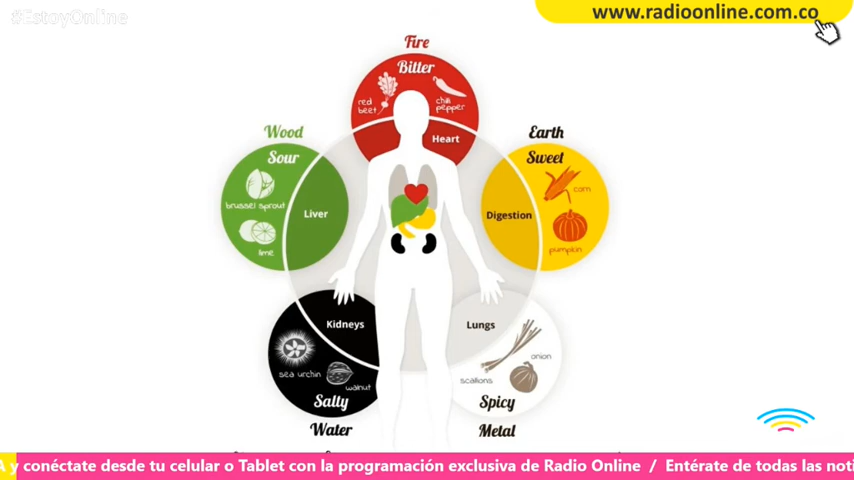 #EstoyOnline
www.radioonline.com.co
Fire
Bitter
red
beet
chili
pepper
Heart
Wood
Sour
brussel sprout
lime
Liver
Earth
Sweet
corn
pumpkin
Digestion
Kidneys
sea urchin
walnut
Salty
Water
Lungs
onion
scallions
Spicy
Metal
A y conéctate desde tu celular o Tablet con la programación exclusiva de Radio Online / Entérate de todas las noti